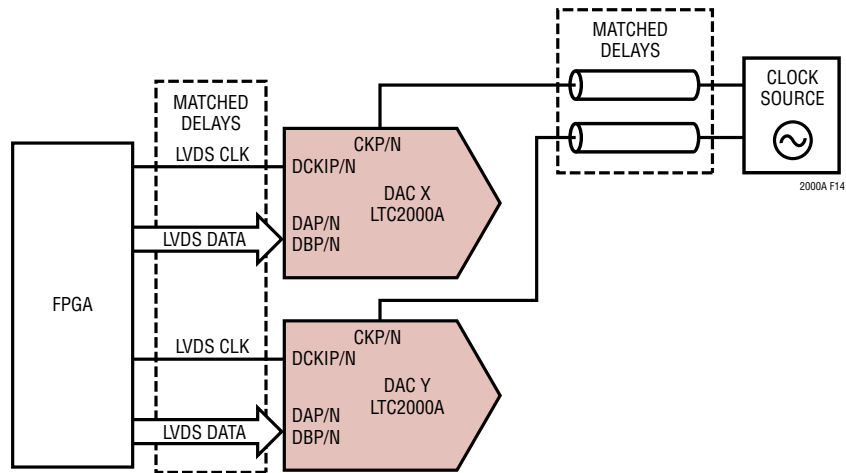 MATCHED
DELAYS
CLOCK
SOURCE
2000A F14
MATCHED
DELAYS
LVDS CLK
CKP/N
DCKIP/N
DAC X
LTC2000A
DAP/N
DBP/N
LVDS DATA
FPGA
LVDS CLK
CKP/N
DCKIP/N
DAC Y
LTC2000A
DAP/N
DBP/N
LVDS DATA